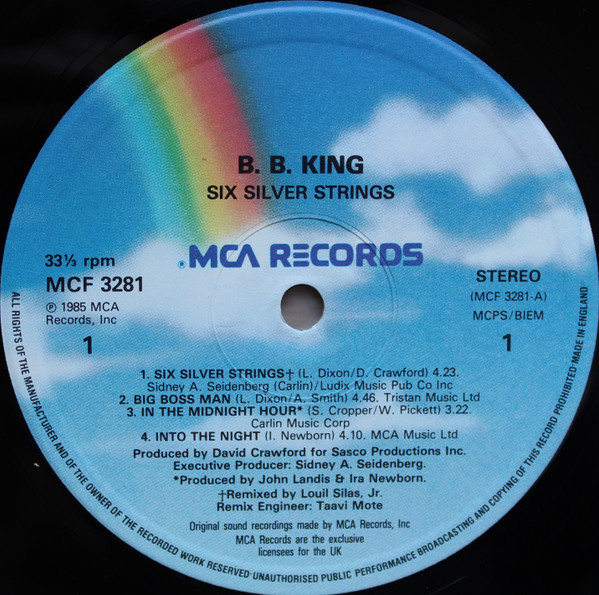 B. B. KING
SIX SILVER STRINGS
MCA RECORDS
33⅓ rpm
MCF 3281
℗ 1985 MCA
Records, Inc
1
STEREO
(MCF 3281-A)
MCPS/BIEM
1
1. SIX SILVER STRINGS† (L. Dixon/D. Crawford) 4.23.
Sidney A. Seidenberg (Carlin)/Ludix Music Pub Co Inc
2. BIG BOSS MAN (L. Dixon/A. Smith) 4.46. Tristan Music Ltd
3. IN THE MIDNIGHT HOUR* (S. Cropper/W. Pickett) 3.22.
Carlin Music Corp
4. INTO THE NIGHT (I. Newborn) 4.10. MCA Music Ltd
Produced by David Crawford for Sasco Productions Inc.
Executive Producer: Sidney A. Seidenberg.
*Produced by John Landis & Ira Newborn.
†Remixed by Louil Silas, Jr.
Remix Engineer: Taavi Mote
Original sound recordings made by MCA Records, Inc
MCA Records are the exclusive
licensees for the UK
ALL RIGHTS OF THE MANUFACTURER AND OF THE OWNER OF THE RECORDED WORK RESERVED·UNAUTHORISED PUBLIC PERFORMANCE BROADCASTING AND COPYING OF THIS RECORD PROHIBITED·MADE IN ENGLAND